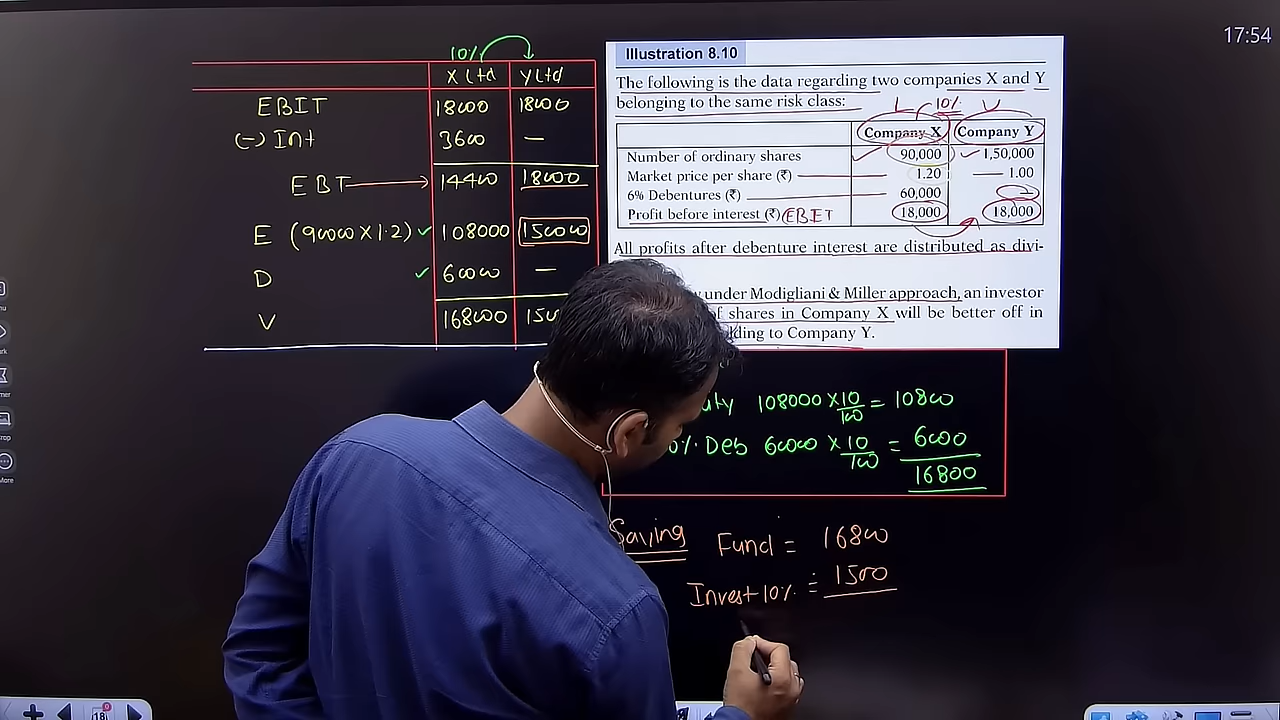 17:54
10%
X Ltd Y Ltd
EBIT 18000 18000
(-) Int 3600 —
EBT 14400 18000
E (90000 X 1.2) 108000 150000
D 60000 —
V 168000
Illustration 8.10
The following is the data regarding two companies X and Y
belonging to the same risk class:
L 10% U
Company X Company Y
Number of ordinary shares 90,000 1,50,000
Market price per share (₹) 1.20 1.00
6% Debentures (₹) 60,000 –
Profit before interest (₹) EBIT 18,000 18,000
All profits after debenture interest are distributed as divi-
under Modigliani & Miller approach, an investor
shares in Company X will be better off in
to Company Y.
108000 X 10/100 = 10800
Deb 60000 X 10/100 = 6000
16800
Saving Fund = 16800
Invest 10% = 1500
18